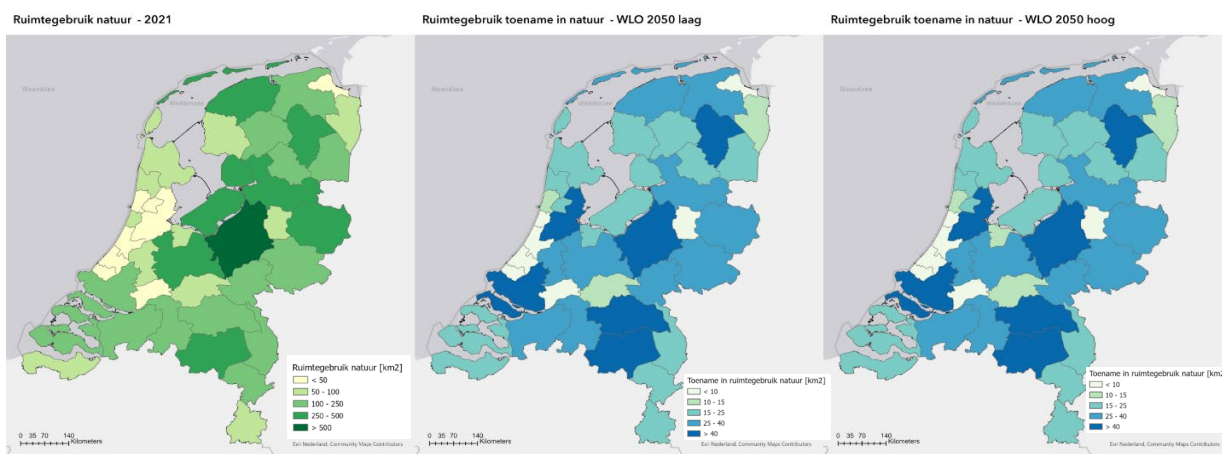 Ruimtegebruik natuur - 2021
Noordzee
Waddenzee
Ruimtegebruik natuur [km2]
< 50
50 - 100
100 - 250
250 - 500
> 500
0 35 70 140
Kilometers
Esri Nederland, Community Maps Contributors
Ruimtegebruik toename in natuur - WLO 2050 laag
Noordzee
Waddenzee
Toename in ruimtegebruik natuur [km2]
< 10
10 - 15
15 - 25
25 - 40
> 40
0 35 70 140
Kilometers
Esri Nederland, Community Maps Contributors
Ruimtegebruik toename in natuur - WLO 2050 hoog
Noordzee
Waddenzee
Toename in ruimtegebruik natuur [km2
< 10
10 - 15
15 - 25
25 - 40
> 40
0 35 70 140
Kilometers
Esri Nederland, Community Maps Contributors